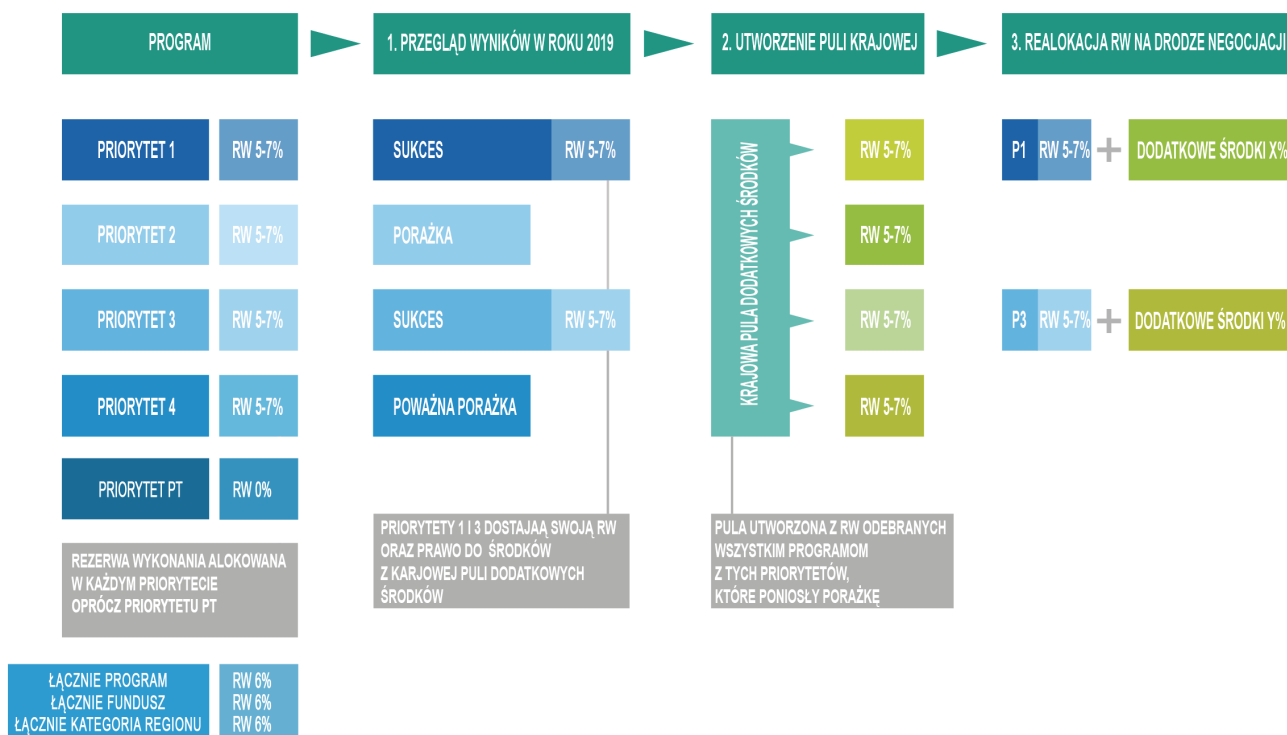 PROGRAM
1. PRZEGLĄD WYNIKÓW W ROKU 2019
2. UTWORZENIE PULI KRAJOWEJ
3. REALOKACJA RW NA DRODZE NEGOCJACJI
PRIORYTET 1
RW 5-7%
PRIORYTET 2
RW 5-7%
PRIORYTET 3
RW 5-7%
PRIORYTET 4
RW 5-7%
PRIORYTET PT
RW 0%
REZERWA WYKONANIA ALOKOWANA
W KAŻDYM PRIORYTECIE
OPRÓCZ PRIORYTETU PT
ŁĄCZNIE PROGRAM
RW 6%
ŁĄCZNIE FUNDUSZ
RW 6%
ŁĄCZNIE KATEGORIA REGIONU
RW 6%
SUKCES
RW 5-7%
PORAŻKA
SUKCES
RW 5-7%
POWAŻNA PORAŻKA
PRIORYTETY 1 I 3 DOSTAJAĄ SWOJĄ RW
ORAZ PRAWO DO ŚRODKÓW
Z KARJOWEJ PULI DODATKOWYCH
ŚRODKÓW
KRAJOWA PULA DODATKOWYCH ŚRODKÓW
RW 5-7%
RW 5-7%
RW 5-7%
RW 5-7%
PULA UTWORZONA Z RW ODEBRANYCH
WSZYSTKIM PROGRAMOM
Z TYCH PRIORYTETÓW,
KTÓRE PONIOSŁY PORAŻKĘ
P1
RW 5-7%
+
DODATKOWE ŚRODKI X%
P3
RW 5-7%
+
DODATKOWE ŚRODKI Y%